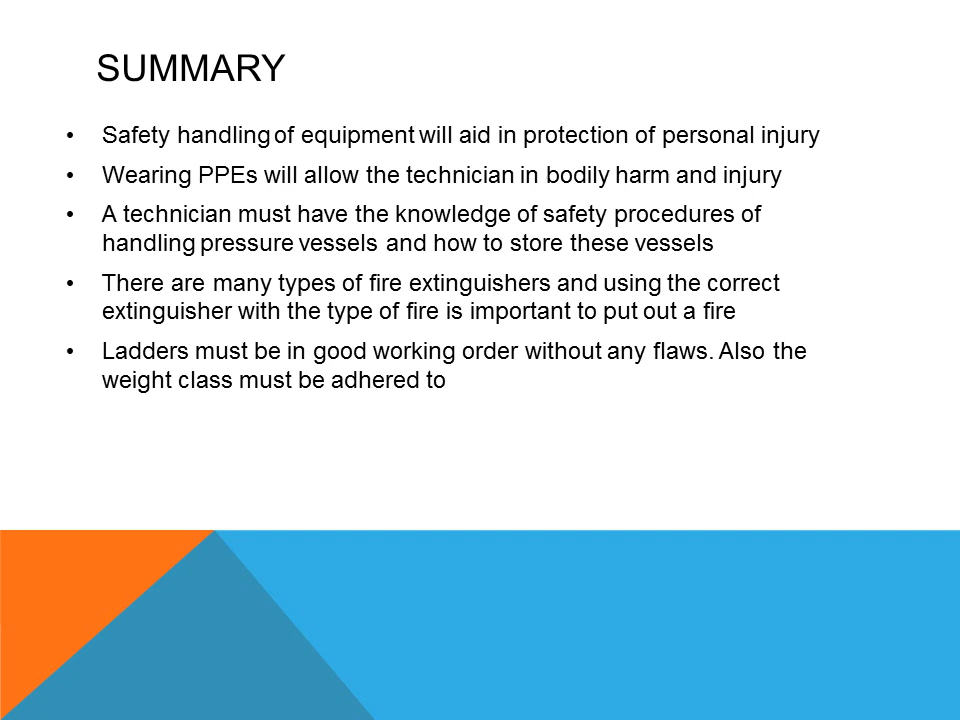 SUMMARY
• Safety handling of equipment will aid in protection of personal injury
• Wearing PPEs will allow the technician in bodily harm and injury
• A technician must have the knowledge of safety procedures of
handling pressure vessels and how to store these vessels
• There are many types of fire extinguishers and using the correct
extinguisher with the type of fire is important to put out a fire
• Ladders must be in good working order without any flaws. Also the
weight class must be adhered to